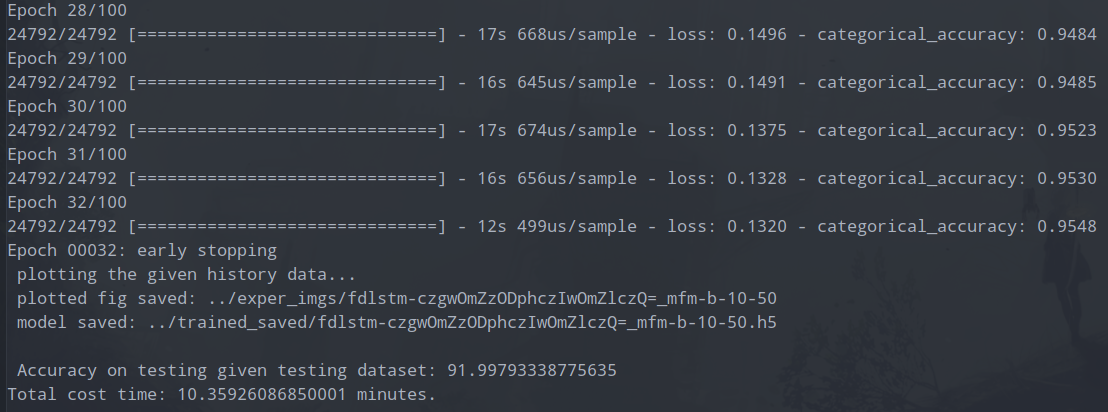 Epoch 28/100
24792/24792 [==============================] - 17s 668us/sample - loss: 0.1496 - categorical_accuracy: 0.9484
Epoch 29/100
24792/24792 [==============================] - 16s 645us/sample - loss: 0.1491 - categorical_accuracy: 0.9485
Epoch 30/100
24792/24792 [==============================] - 17s 674us/sample - loss: 0.1375 - categorical_accuracy: 0.9523
Epoch 31/100
24792/24792 [==============================] - 16s 656us/sample - loss: 0.1328 - categorical_accuracy: 0.9530
Epoch 32/100
24792/24792 [==============================] - 12s 499us/sample - loss: 0.1320 - categorical_accuracy: 0.9548
Epoch 00032: early stopping
 plotting the given history data...
 plotted fig saved: ../exper_imgs/fdlstm-czgwOmZzODphczIwOmZlczQ=_mfm-b-10-50
 model saved: ../trained_saved/fdlstm-czgwOmZzODphczIwOmZlczQ=_mfm-b-10-50.h5

 Accuracy on testing given testing dataset: 91.99793338775635
Total cost time: 10.35926086850001 minutes.